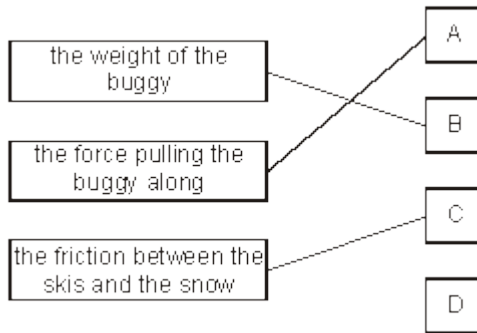 the weight of the
buggy
the force pulling the
buggy along
the friction between the
skis and the snow
A
B
C
D